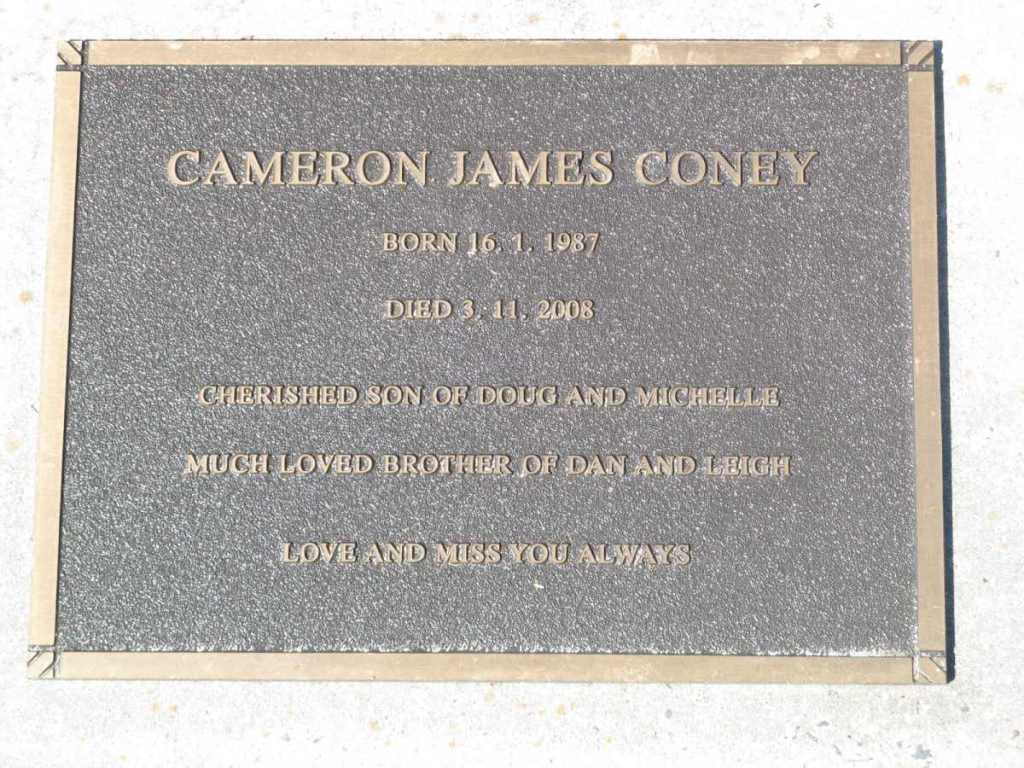 CAMERON JAMES CONEY
BORN 16. 1. 1987
DIED 3. 11. 2008
CHERISHED SON OF DOUG AND MICHELLE
MUCH LOVED BROTHER OF DAN AND LEIGH
LOVE AND MISS YOU ALWAYS